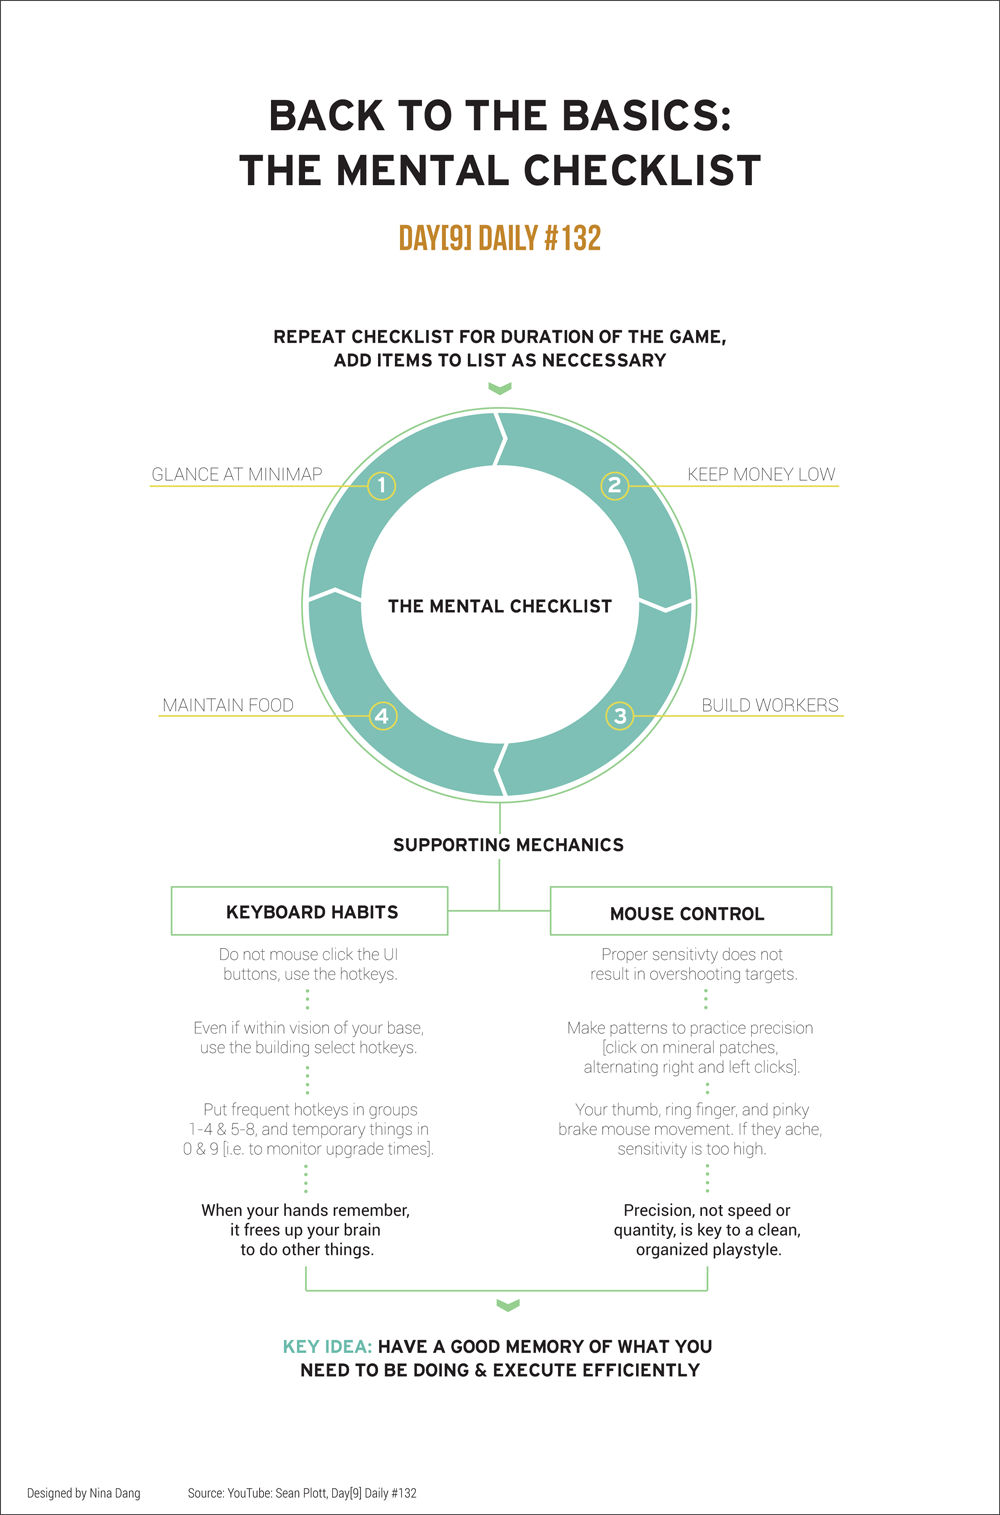 BACK TO THE BASICS:
THE MENTAL CHECKLIST
DAY[9] DAILY #132
REPEAT CHECKLIST FOR DURATION OF THE GAME,
ADD ITEMS TO LIST AS NECCESSARY
GLANCE AT MINIMAP
1
2
KEEP MONEY LOW
THE MENTAL CHECKLIST
MAINTAIN FOOD
4
3
BUILD WORKERS
SUPPORTING MECHANICS
KEYBOARD HABITS
Do not mouse click the UI
buttons, use the hotkeys.
Even if within vision of your base,
use the building select hotkeys.
Put frequent hotkeys in groups
1-4 & 5-8, and temporary things in
0 & 9 [i.e. to monitor upgrade times].
When your hands remember,
it frees up your brain
to do other things.
MOUSE CONTROL
Proper sensitivty does not
result in overshooting targets.
Make patterns to practice precision
[click on mineral patches,
alternating right and left clicks].
Your thumb, ring finger, and pinky
brake mouse movement. If they ache,
sensitivity is too high.
Precision, not speed or
quantity, is key to a clean,
organized playstyle.
KEY IDEA: HAVE A GOOD MEMORY OF WHAT YOU
NEED TO BE DOING & EXECUTE EFFICIENTLY
Designed by Nina Dang
Source: YouTube: Sean Plott, Day[9] Daily #132